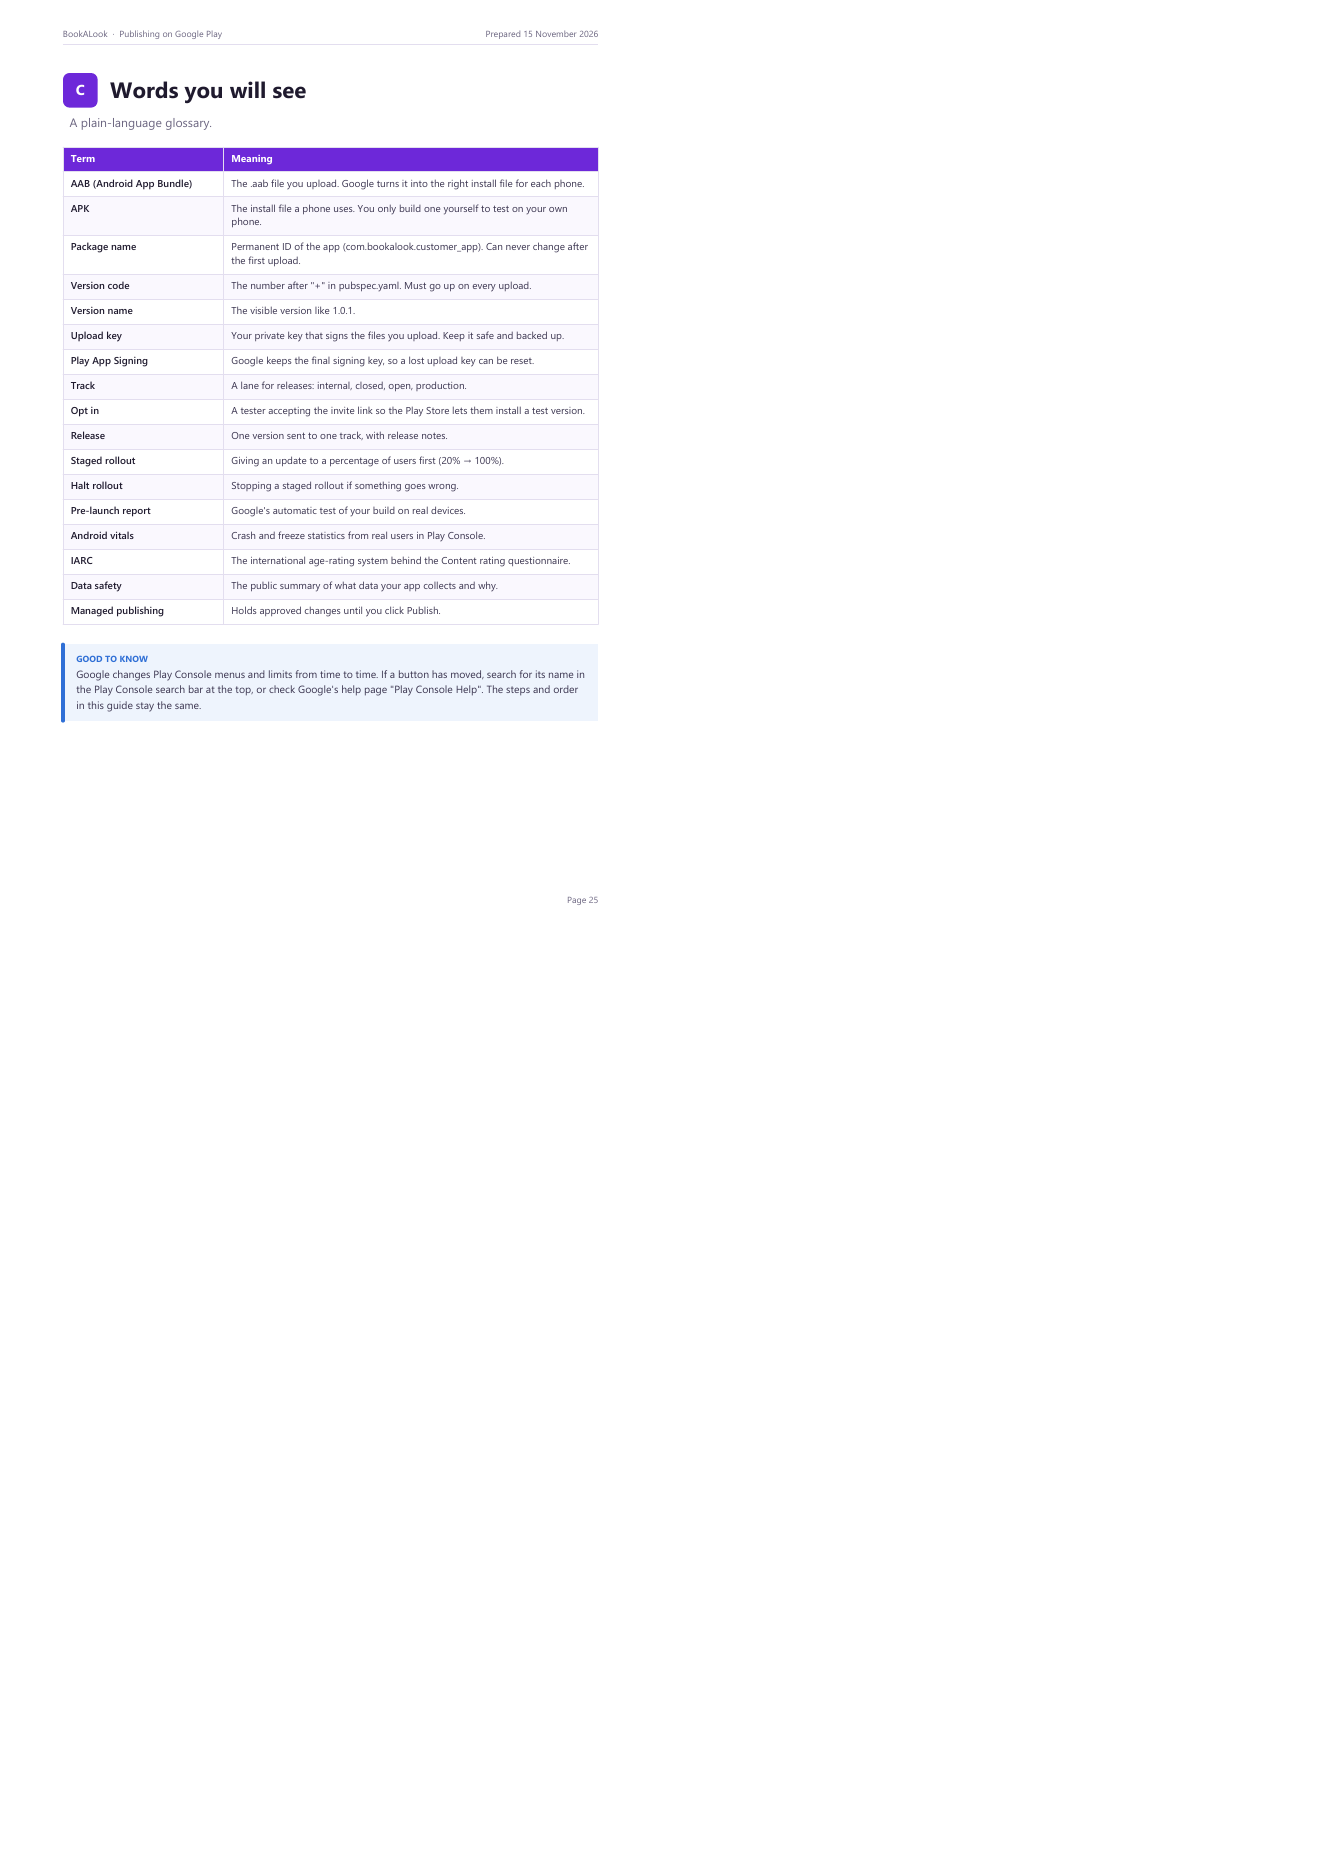 BookALook · Publishing on Google Play
Prepared 15 November 2026
C
Words you will see
A plain-language glossary.
Term
Meaning
AAB (Android App Bundle)
The .aab file you upload. Google turns it into the right install file for each phone.
APK
The install file a phone uses. You only build one yourself to test on your own
phone.
Package name
Permanent ID of the app (com.bookalook.customer_app). Can never change after
the first upload.
Version code
The number after "+" in pubspec.yaml. Must go up on every upload.
Version name
The visible version like 1.0.1.
Upload key
Your private key that signs the files you upload. Keep it safe and backed up.
Play App Signing
Google keeps the final signing key, so a lost upload key can be reset.
Track
A lane for releases: internal, closed, open, production.
Opt in
A tester accepting the invite link so the Play Store lets them install a test version.
Release
One version sent to one track, with release notes.
Staged rollout
Giving an update to a percentage of users first (20% → 100%).
Halt rollout
Stopping a staged rollout if something goes wrong.
Pre-launch report
Google's automatic test of your build on real devices.
Android vitals
Crash and freeze statistics from real users in Play Console.
IARC
The international age-rating system behind the Content rating questionnaire.
Data safety
The public summary of what data your app collects and why.
Managed publishing
Holds approved changes until you click Publish.
GOOD TO KNOW
Google changes Play Console menus and limits from time to time. If a button has moved, search for its name in
the Play Console search bar at the top, or check Google's help page "Play Console Help". The steps and order
in this guide stay the same.
Page 25